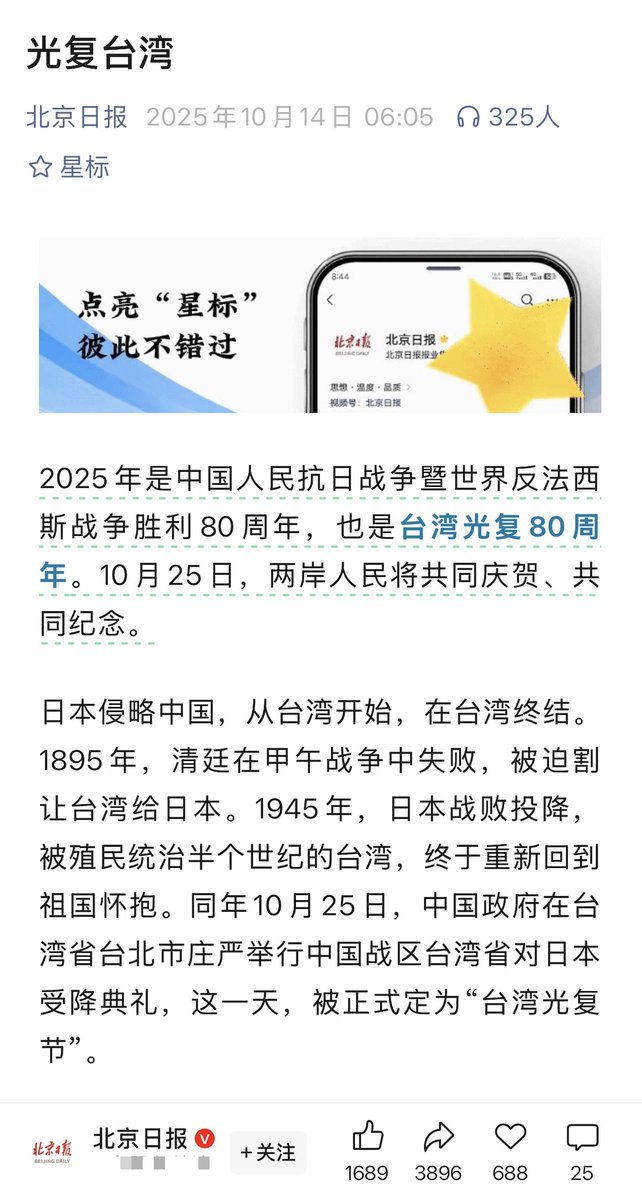 光复台湾
北京日报 2025年10月14日 06:05 325人
星标
点亮“星标”
彼此不错过
8:44
北京日报
BEIJING DAILY
北京日报
北京日报报业
思想·温度·品质
视频号：北京日报
2025年是中国人民抗日战争暨世界反法西
斯战争胜利80周年，也是台湾光复80周
年。10月25日，两岸人民将共同庆贺、共
同纪念。
日本侵略中国，从台湾开始，在台湾终结。
1895年，清廷在甲午战争中失败，被迫割
让台湾给日本。1945年，日本战败投降，
被殖民统治半个世纪的台湾，终于重新回到
祖国怀抱。同年10月25日，中国政府在台
湾省台北市庄严举行中国战区台湾省对日本
受降典礼，这一天，被正式定为“台湾光复
节”。
北京日报
BEIJING DAILY
北京日报
+关注
1689 3896 688 25